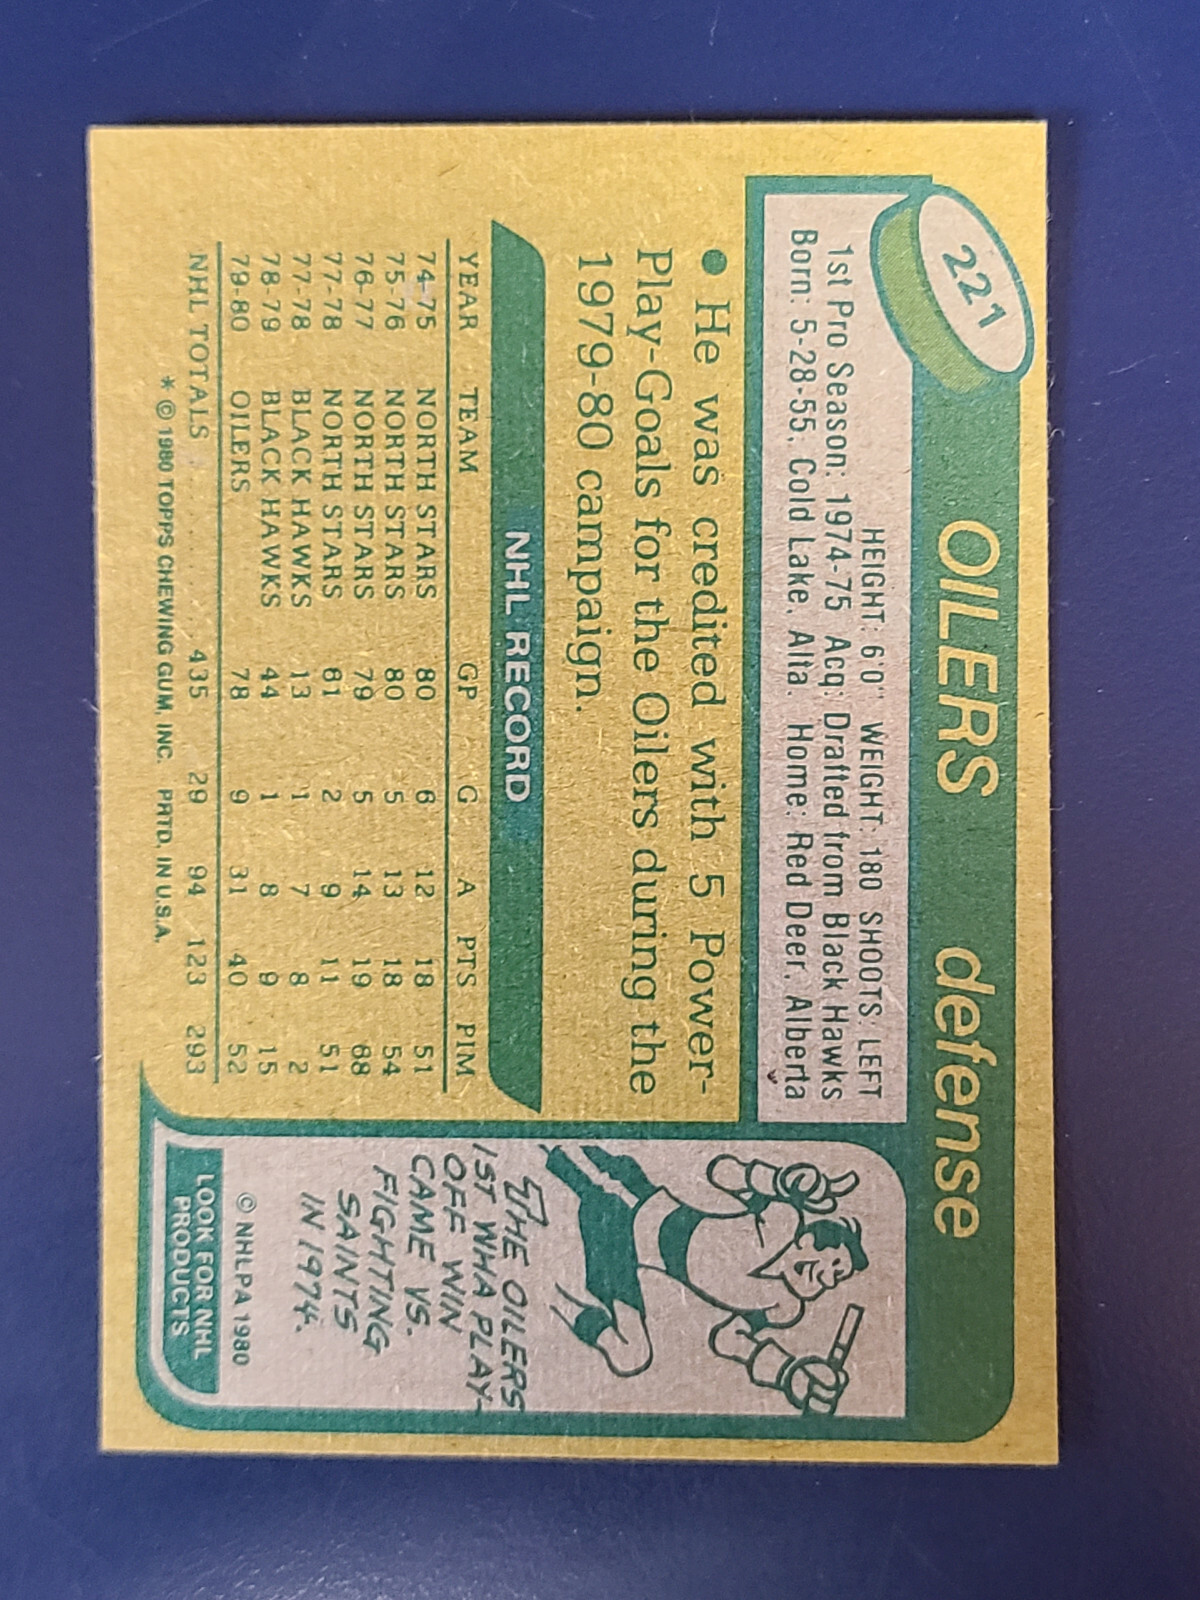 221
OILERS defense
HEIGHT: 6'0" WEIGHT: 180 SHOOTS: LEFT
1st Pro Season: 1974-75 Acq: Drafted from Black Hawks
Born: 5-28-55, Cold Lake, Alta. Home: Red Deer, Alberta
• He was credited with 5 Power-
Play-Goals for the Oilers during the
1979-80 campaign.
NHL RECORD
YEAR TEAM GP G A PTS PIM
74-75 NORTH STARS 80 6 12 18 51
75-76 NORTH STARS 80 5 13 18 54
76-77 NORTH STARS 79 5 14 19 68
77-78 NORTH STARS 61 2 9 11 51
77-78 BLACK HAWKS 13 1 7 8 2
78-79 BLACK HAWKS 44 1 8 9 15
79-80 OILERS 78 9 31 40 52
NHL TOTALS ........ 435 29 94 123 293
* © 1980 TOPPS CHEWING GUM, INC. PRTD. IN U.S.A.
THE OILERS
1ST WHA PLAY-
OFF WIN
CAME VS.
FIGHTING
SAINTS
IN 1974.
© NHLPA 1980
LOOK FOR NHL
PRODUCTS